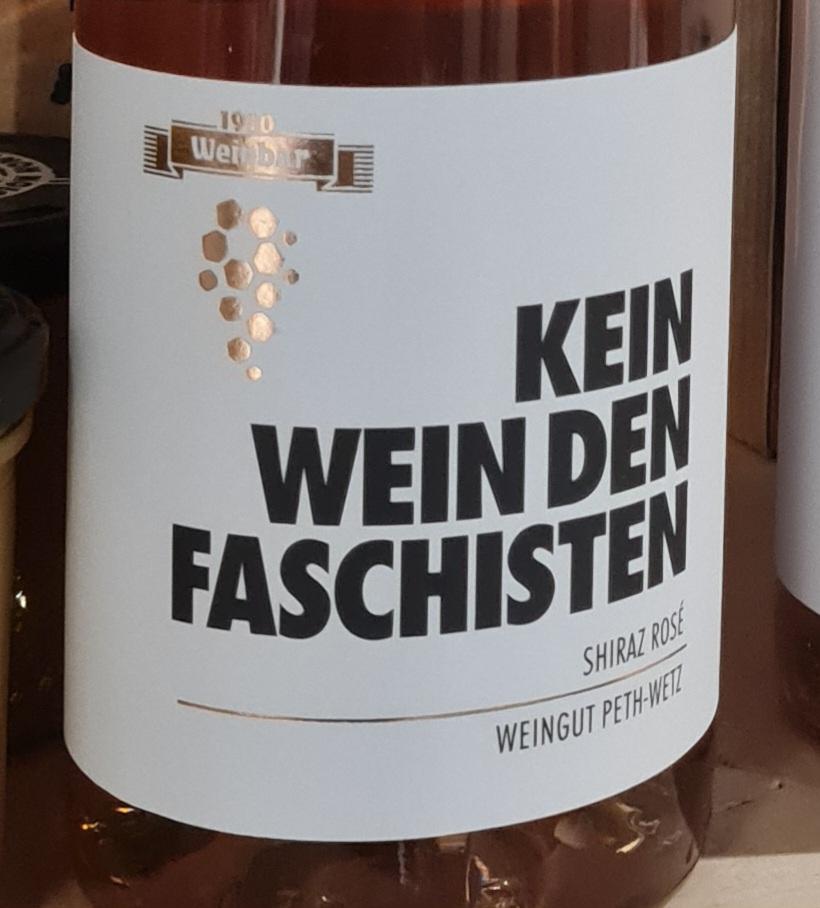 Weinbar
KEIN
WEIN DEN
FASCHISTEN
SHIRAZ ROSÉ
WEINGUT PETH-WETZ